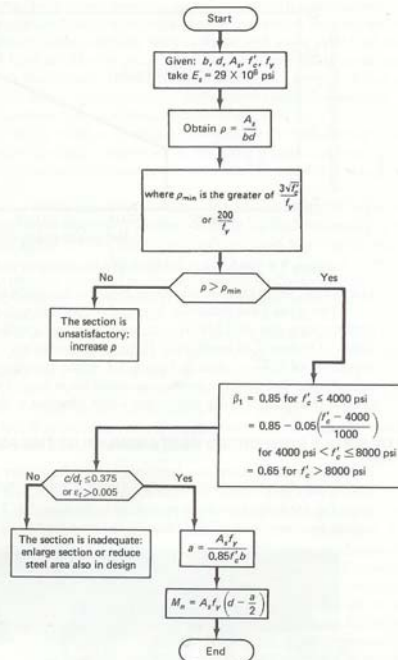 Start
Given: b, d, A_s, f'_c, f_y
take E_s = 29 × 10^6 psi
Obtain ρ = A_s / bd
where ρ_min is the greater of 3√f'_c / f_y
or 200 / f_y
No
ρ > ρ_min
Yes
The section is
unsatisfactory:
increase ρ
β_1 = 0.85 for f'_c ≤ 4000 psi
= 0.85 − 0.05(f'_c − 4000 / 1000)
for 4000 psi < f'_c ≤ 8000 psi
= 0.65 for f'_c > 8000 psi
No
c/d_t ≤ 0.375
or ε_t > 0.005
Yes
The section is inadequate:
enlarge section or reduce
steel area also in design
a = A_s f_y / 0.85f'_c b
M_n = A_s f_y (d − a/2)
End